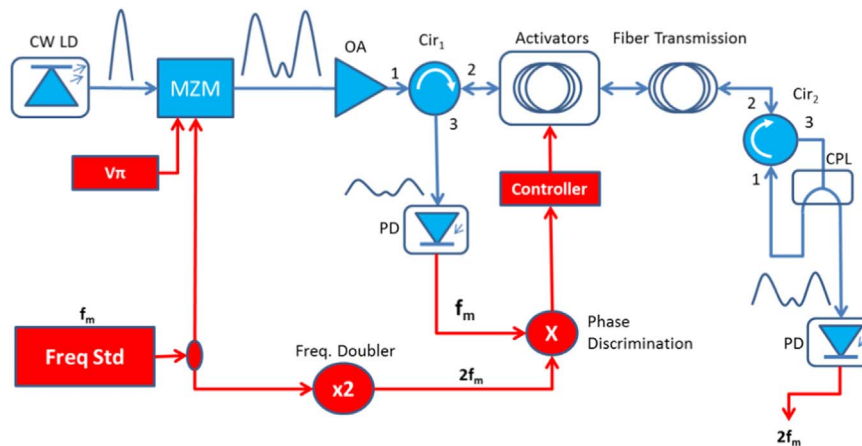 CW LD
MZM
OA
Cir1
1
2
3
Activators
Fiber Transmission
Cir2
2
3
1
CPL
Vπ
Controller
PD
fm
fm
Freq Std
Freq. Doubler
x2
2fm
X
Phase
Discrimination
PD
2fm